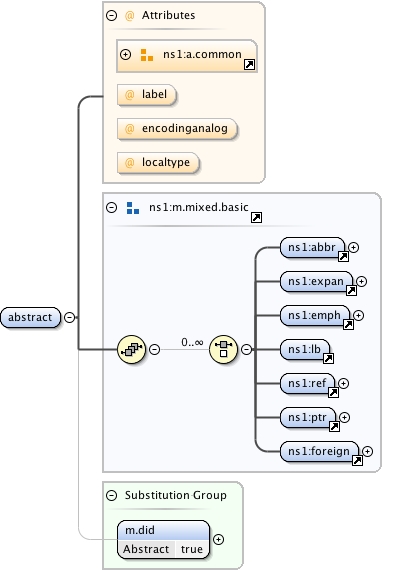 @ Attributes
ns1:a.common
@ label
@ encodinganalog
@ localtype
ns1:m.mixed.basic
ns1:abbr
ns1:expan
ns1:emph
abstract
0..∞
ns1:lb
ns1:ref
ns1:ptr
ns1:foreign
Substitution Group
m.did
Abstract true